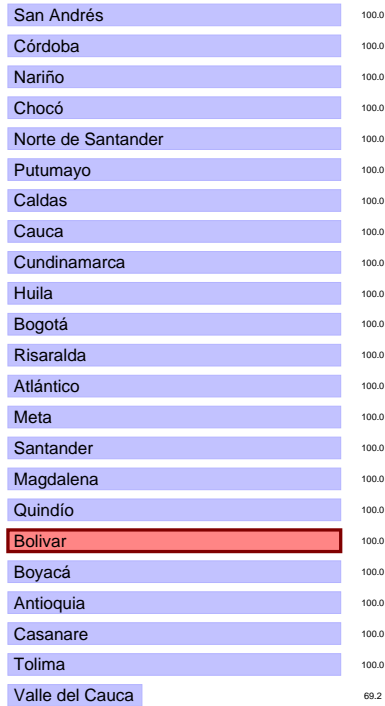 San Andrés 100.0
Córdoba 100.0
Nariño 100.0
Chocó 100.0
Norte de Santander 100.0
Putumayo 100.0
Caldas 100.0
Cauca 100.0
Cundinamarca 100.0
Huila 100.0
Bogotá 100.0
Risaralda 100.0
Atlántico 100.0
Meta 100.0
Santander 100.0
Magdalena 100.0
Quindío 100.0
Bolivar 100.0
Boyacá 100.0
Antioquia 100.0
Casanare 100.0
Tolima 100.0
Valle del Cauca 69.2